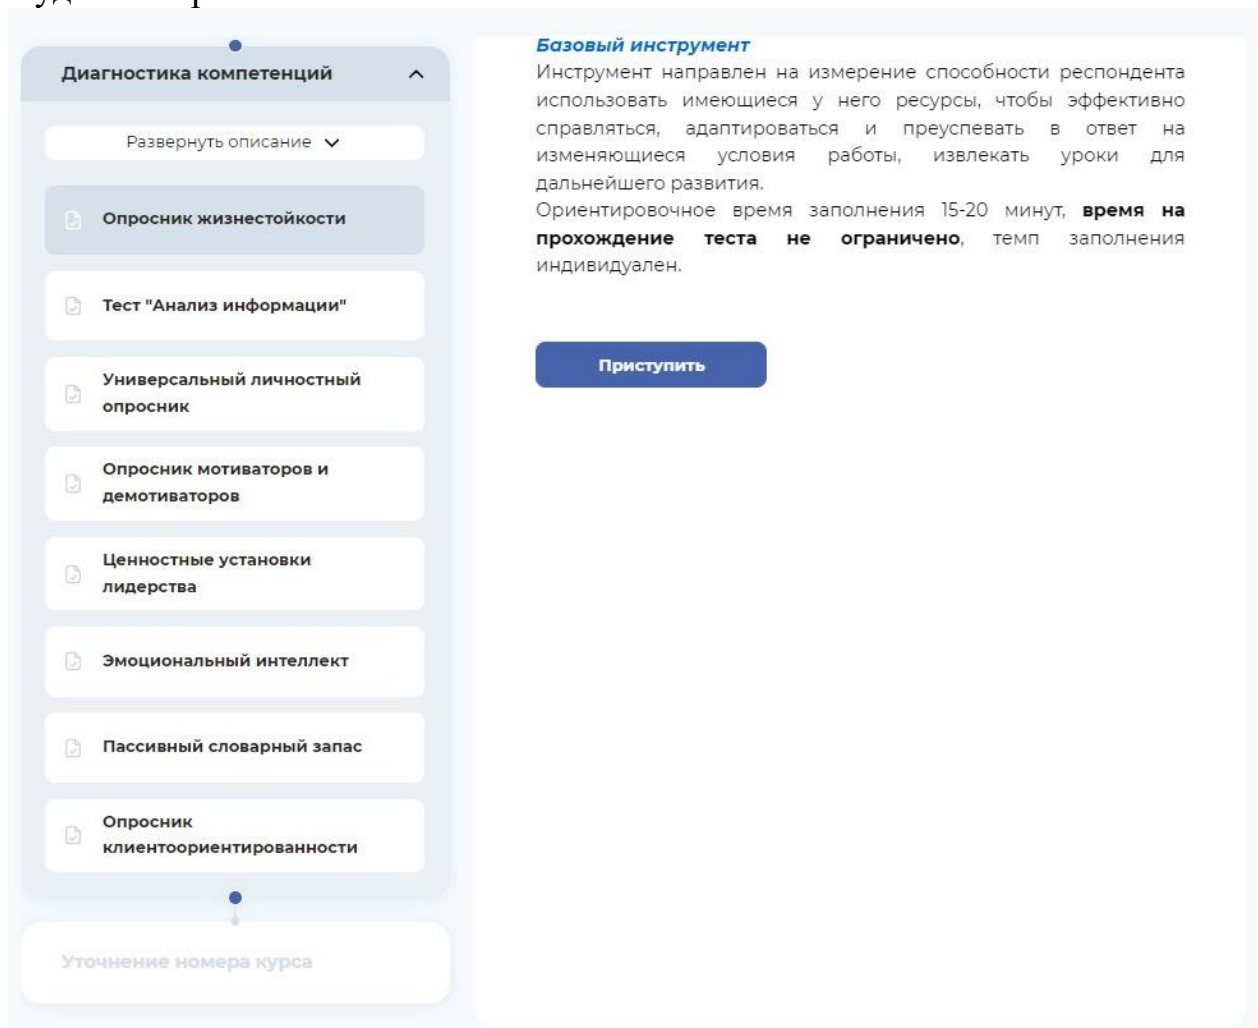 Диагностика компетенций
Развернуть описание
Опросник жизнестойкости
Тест "Анализ информации"
Универсальный личностный
опросник
Опросник мотиваторов и
демотиваторов
Ценностные установки
лидерства
Эмоциональный интеллект
Пассивный словарный запас
Опросник
клиентоориентированности
Уточнение номера курса
Базовый инструмент
Инструмент направлен на измерение способности респондента
использовать имеющиеся у него ресурсы, чтобы эффективно
справляться, адаптироваться и преуспевать в ответ на
изменяющиеся условия работы, извлекать уроки для
дальнейшего развития.
Ориентировочное время заполнения 15-20 минут, время на
прохождение теста не ограничено, темп заполнения
индивидуален.
Приступить